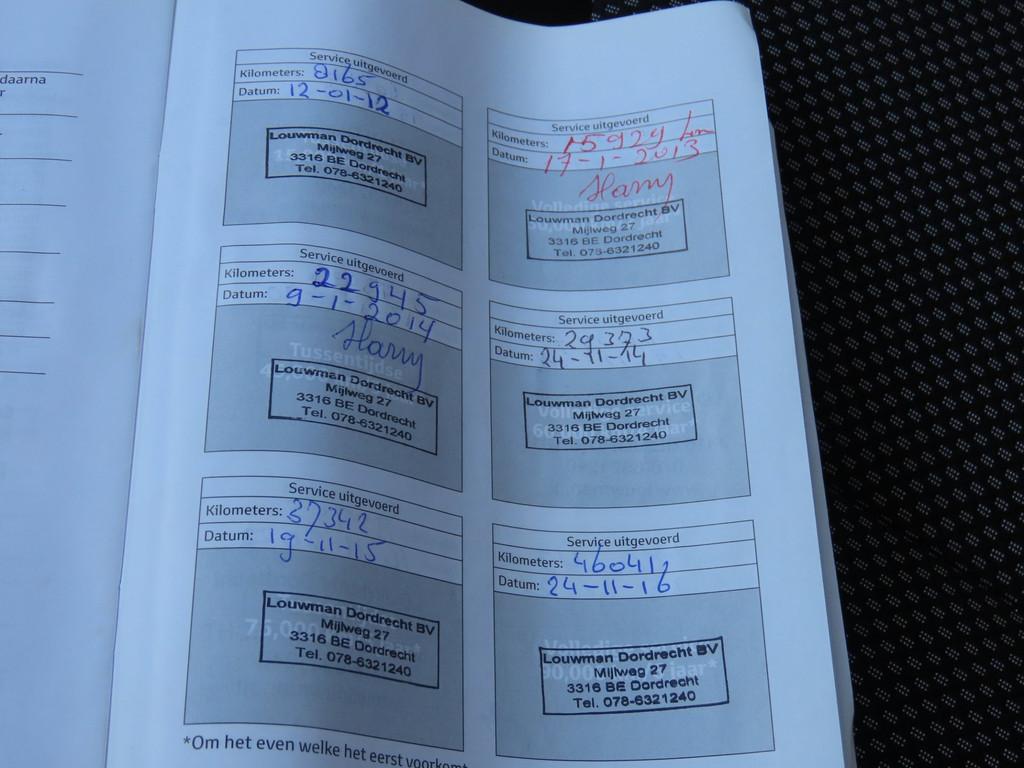 daarna
r
Service uitgevoerd
Kilometers: 8165
Datum: 12-01-12
Louwman Dordrecht BV
Mijlweg 27
3316 BE Dordrecht
Tel. 078-6321240
Service uitgevoerd
Kilometers: 15929 km
Datum: 17-1-2013
Harry
Louwman Dordrecht BV
Mijlweg 27
3316 BE Dordrecht
Tel. 078-6321240
Service uitgevoerd
Kilometers: 22945
Datum: 9-1-2014
Harry
Tussentijdse
Louwman Dordrecht BV
Mijlweg 27
3316 BE Dordrecht
Tel. 078-6321240
Service uitgevoerd
Kilometers: 29373
Datum: 24-11-14
Louwman Dordrecht BV
Mijlweg 27
3316 BE Dordrecht
Tel. 078-6321240
Service uitgevoerd
Kilometers: 37342
Datum: 19-11-15
Louwman Dordrecht BV
Mijlweg 27
3316 BE Dordrecht
Tel. 078-6321240
Service uitgevoerd
Kilometers: 46041
Datum: 24-11-16
Louwman Dordrecht BV
Mijlweg 27
3316 BE Dordrecht
Tel. 078-6321240
*Om het even welke het eerst voorkomt